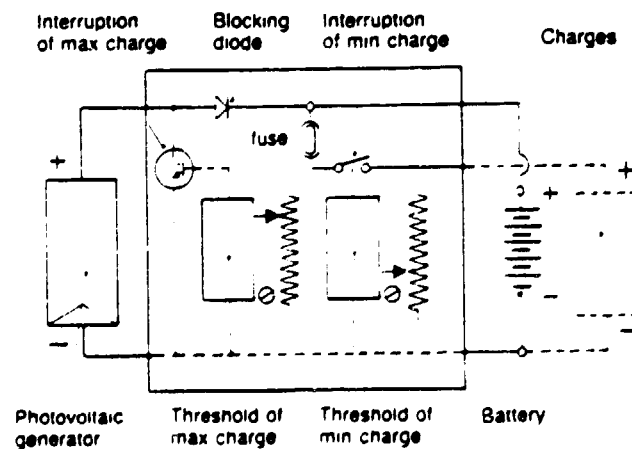 Interruption
of max charge
Blocking
diode
Interruption
of min charge
Charges
fuse
+
+
+
−
−
−
Photovoltaic
generator
Threshold of
max charge
Threshold of
min charge
Battery